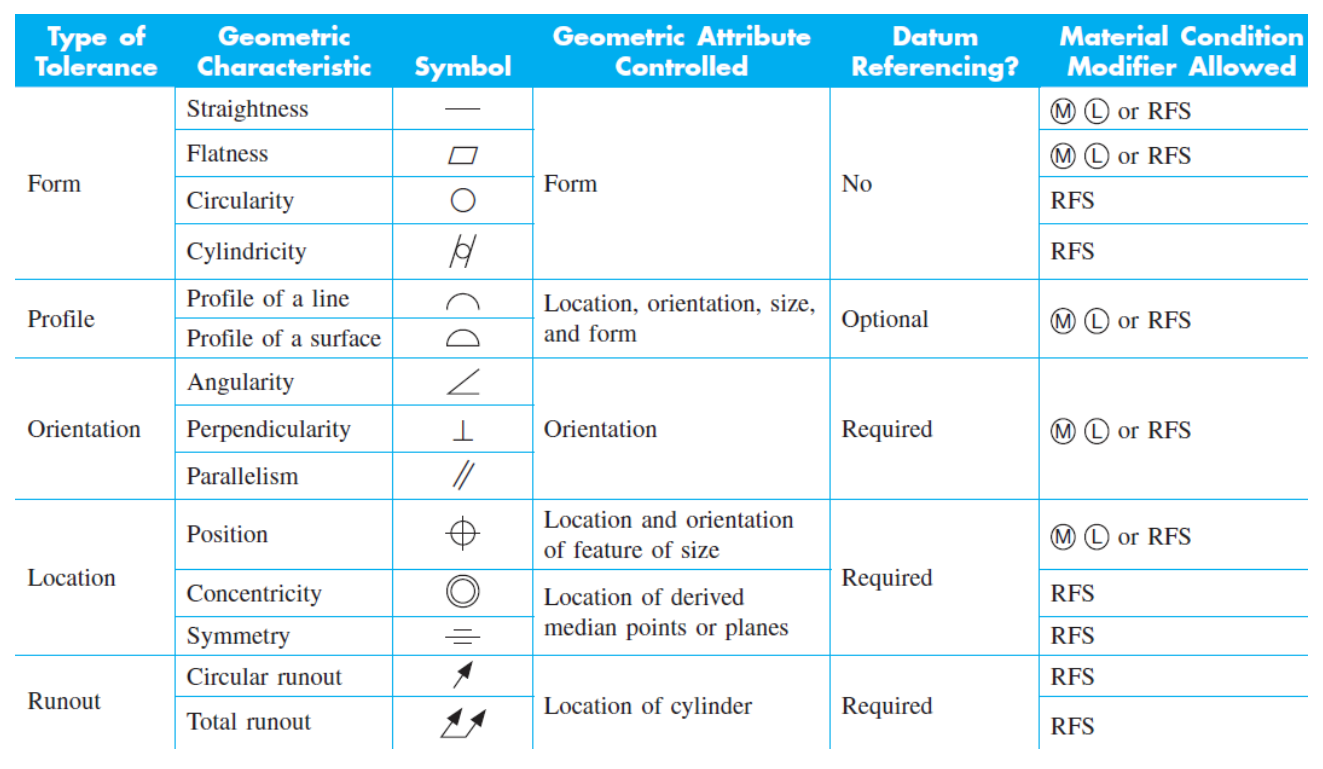 Type of Tolerance Geometric Characteristic Symbol Geometric Attribute Controlled Datum Referencing? Material Condition Modifier Allowed
Form Straightness Form No Ⓜ Ⓛ or RFS
Flatness Ⓜ Ⓛ or RFS
Circularity RFS
Cylindricity RFS
Profile Profile of a line Location, orientation, size, and form Optional Ⓜ Ⓛ or RFS
Profile of a surface
Orientation Angularity Orientation Required Ⓜ Ⓛ or RFS
Perpendicularity
Parallelism
Location Position Location and orientation of feature of size Required Ⓜ Ⓛ or RFS
Concentricity Location of derived median points or planes RFS
Symmetry RFS
Runout Circular runout Location of cylinder Required RFS
Total runout RFS